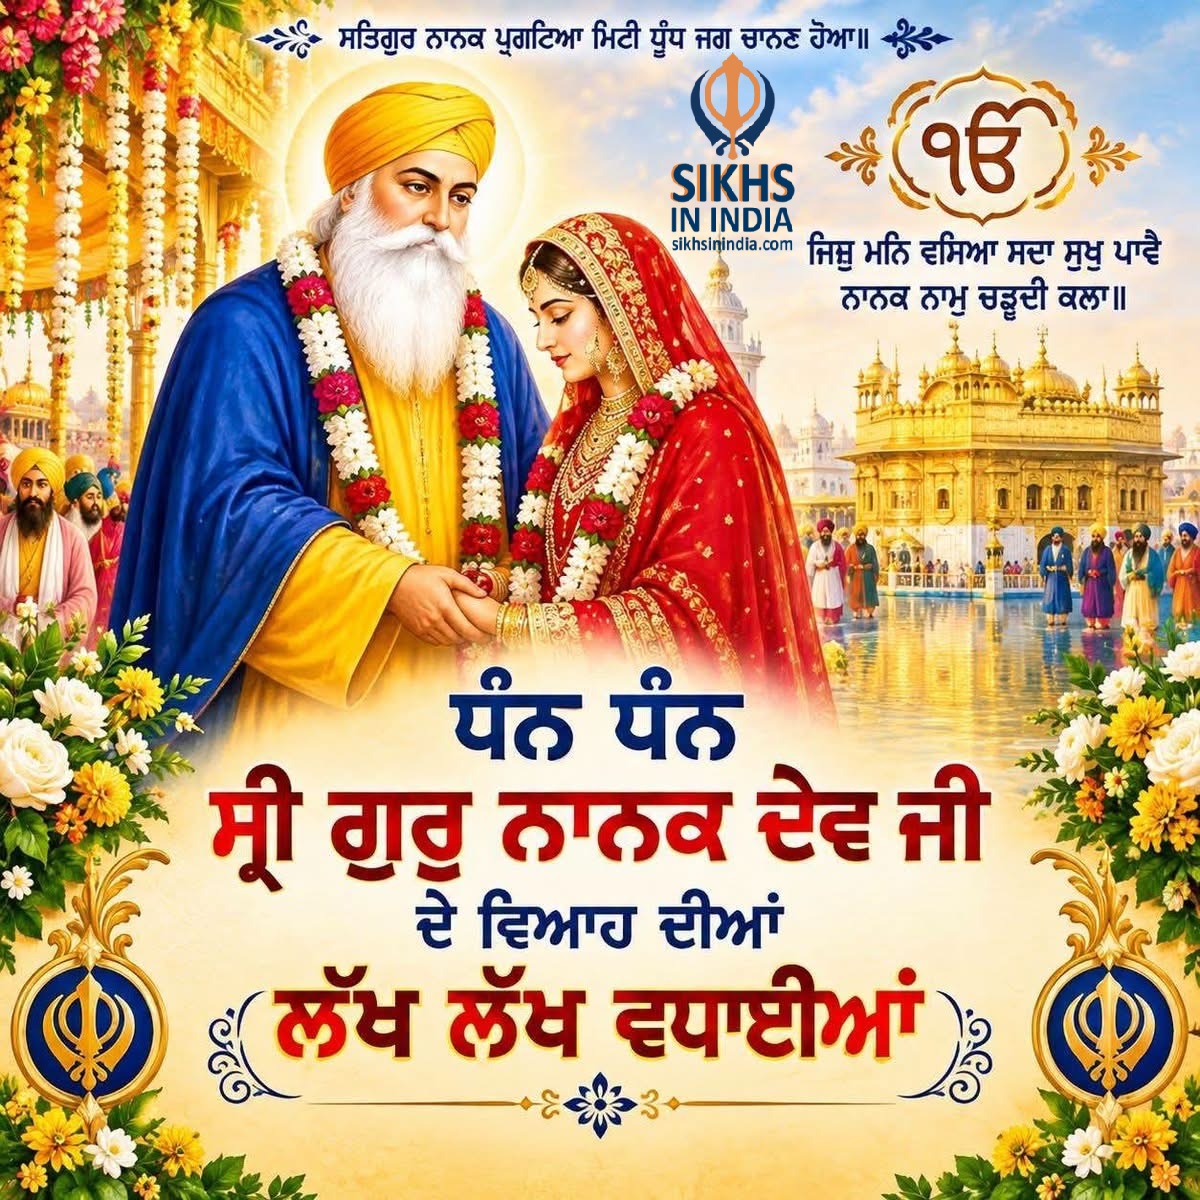 ਸਤਿਗੁਰ ਨਾਨਕ ਪ੍ਰਗਟਿਆ ਮਿਟੀ ਧੂੰਧ ਜਗ ਚਾਨਣ ਹੋਆ॥
SIKHS
IN INDIA
sikhsinindia.com
ੴ
ਜਿਸੁ ਮਨਿ ਵਸਿਆ ਸਦਾ ਸੁਖੁ ਪਾਵੈ
ਨਾਨਕ ਨਾਮੁ ਚੜ੍ਹਦੀ ਕਲਾ॥
ਧੰਨ ਧੰਨ
ਸ੍ਰੀ ਗੁਰੁ ਨਾਨਕ ਦੇਵ ਜੀ
ਦੇ ਵਿਆਹ ਦੀਆਂ
ਲੱਖ ਲੱਖ ਵਧਾਈਆਂ